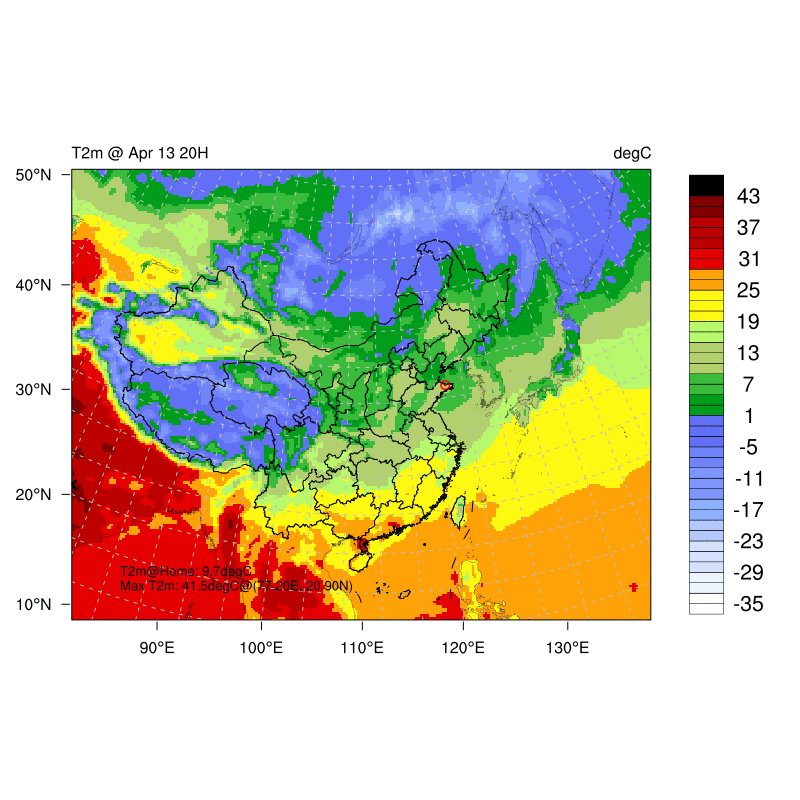 T2m @ Apr 13 20H
degC
50°N
40°N
30°N
20°N
10°N
90°E
100°E
110°E
120°E
130°E
43
37
31
25
19
13
7
1
-5
-11
-17
-23
-29
-35
T2m@Home: 9.7degC
Max T2m: 41.5degC@(77.20E, 20.90N)